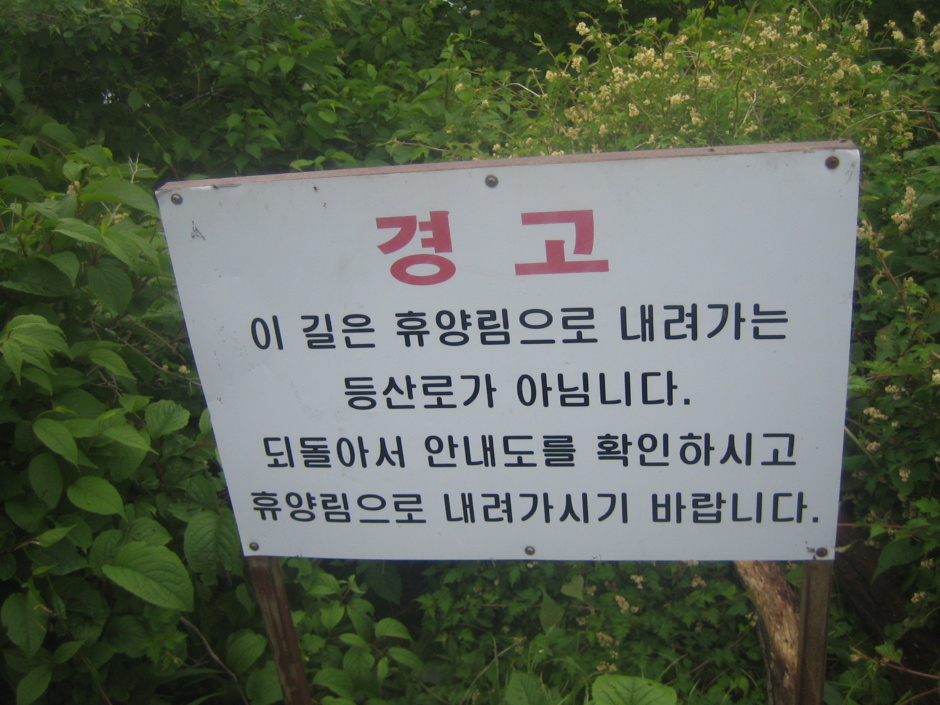 경 고
이 길은 휴양림으로 내려가는
등산로가 아닙니다.
되돌아서 안내도를 확인하시고
휴양림으로 내려가시기 바랍니다.